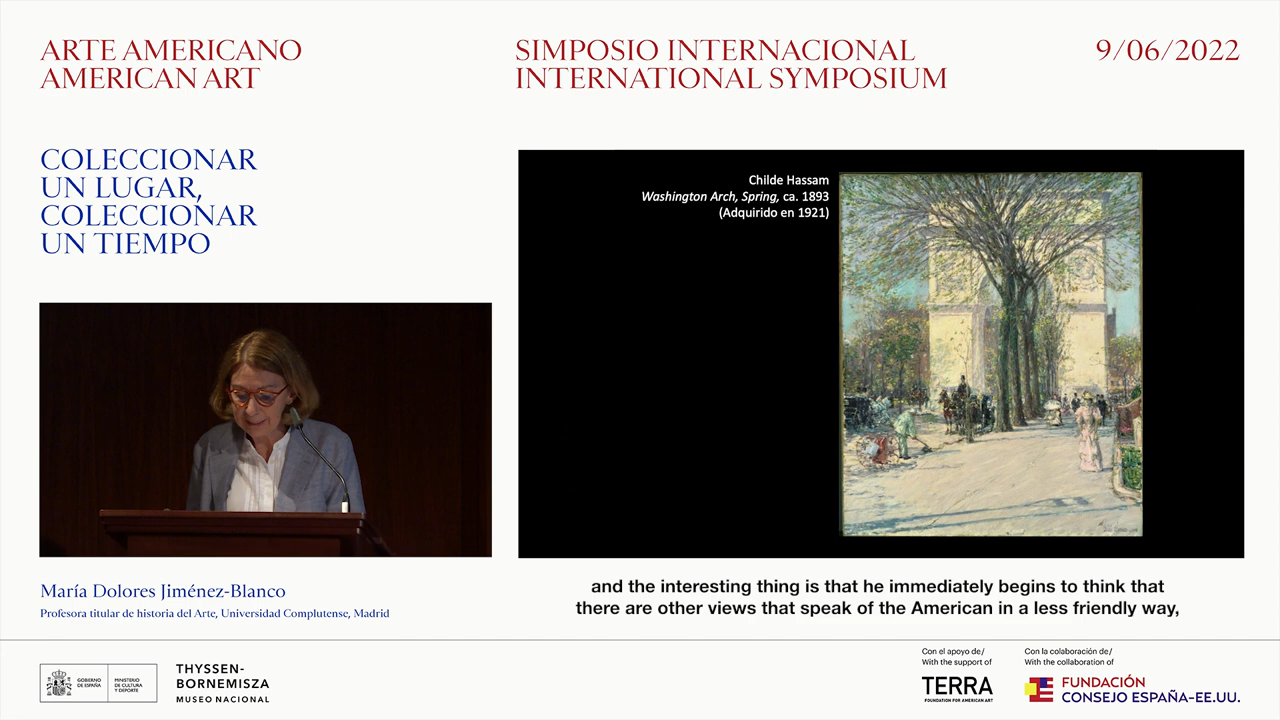 ARTE AMERICANO
AMERICAN ART
SIMPOSIO INTERNACIONAL
INTERNATIONAL SYMPOSIUM
9/06/2022
COLECCIONAR
UN LUGAR,
COLECCIONAR
UN TIEMPO
Childe Hassam
Washington Arch, Spring, ca. 1893
(Adquirido en 1921)
María Dolores Jiménez-Blanco
Profesora titular de historia del Arte, Universidad Complutense, Madrid
and the interesting thing is that he immediately begins to think that
there are other views that speak of the American in a less friendly way,
GOBIERNO
DE ESPAÑA
MINISTERIO
DE CULTURA
Y DEPORTE
THYSSEN-
BORNEMISZA
MUSEO NACIONAL
Con el apoyo de/
With the support of
TERRA
FOUNDATION FOR AMERICAN ART
Con la colaboración de/
With the collaboration of
FUNDACIÓN
CONSEJO ESPAÑA-EE.UU.